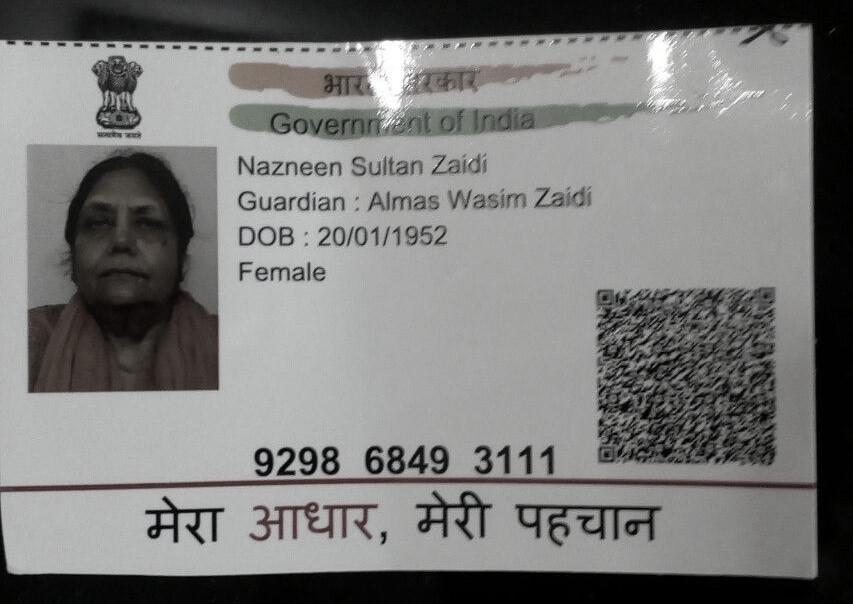 सत्यमेव जयते
भारत सरकार
Government of India
Nazneen Sultan Zaidi
Guardian : Almas Wasim Zaidi
DOB : 20/01/1952
Female
9298 6849 3111
मेरा आधार, मेरी पहचान